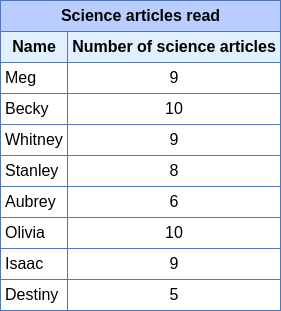 Science articles read
Name Number of science articles
Meg 9
Becky 10
Whitney 9
Stanley 8
Aubrey 6
Olivia 10
Isaac 9
Destiny 5